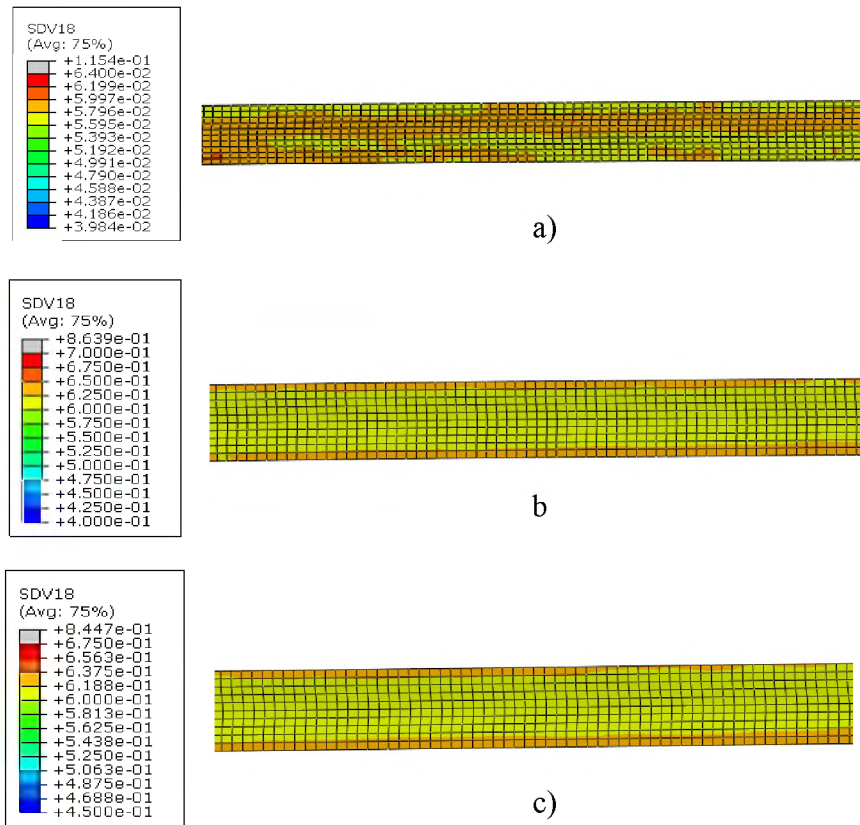 SDV18
(Avg: 75%)
+1.154e-01
+6.400e-02
+6.199e-02
+5.997e-02
+5.796e-02
+5.595e-02
+5.393e-02
+5.192e-02
+4.991e-02
+4.790e-02
+4.588e-02
+4.387e-02
+4.186e-02
+3.984e-02
a)
SDV18
(Avg: 75%)
+8.639e-01
+7.000e-01
+6.750e-01
+6.500e-01
+6.250e-01
+6.000e-01
+5.750e-01
+5.500e-01
+5.250e-01
+5.000e-01
+4.750e-01
+4.500e-01
+4.250e-01
+4.000e-01
b
SDV18
(Avg: 75%)
+8.447e-01
+6.750e-01
+6.563e-01
+6.375e-01
+6.188e-01
+6.000e-01
+5.813e-01
+5.625e-01
+5.438e-01
+5.250e-01
+5.063e-01
+4.875e-01
+4.688e-01
+4.500e-01
c)